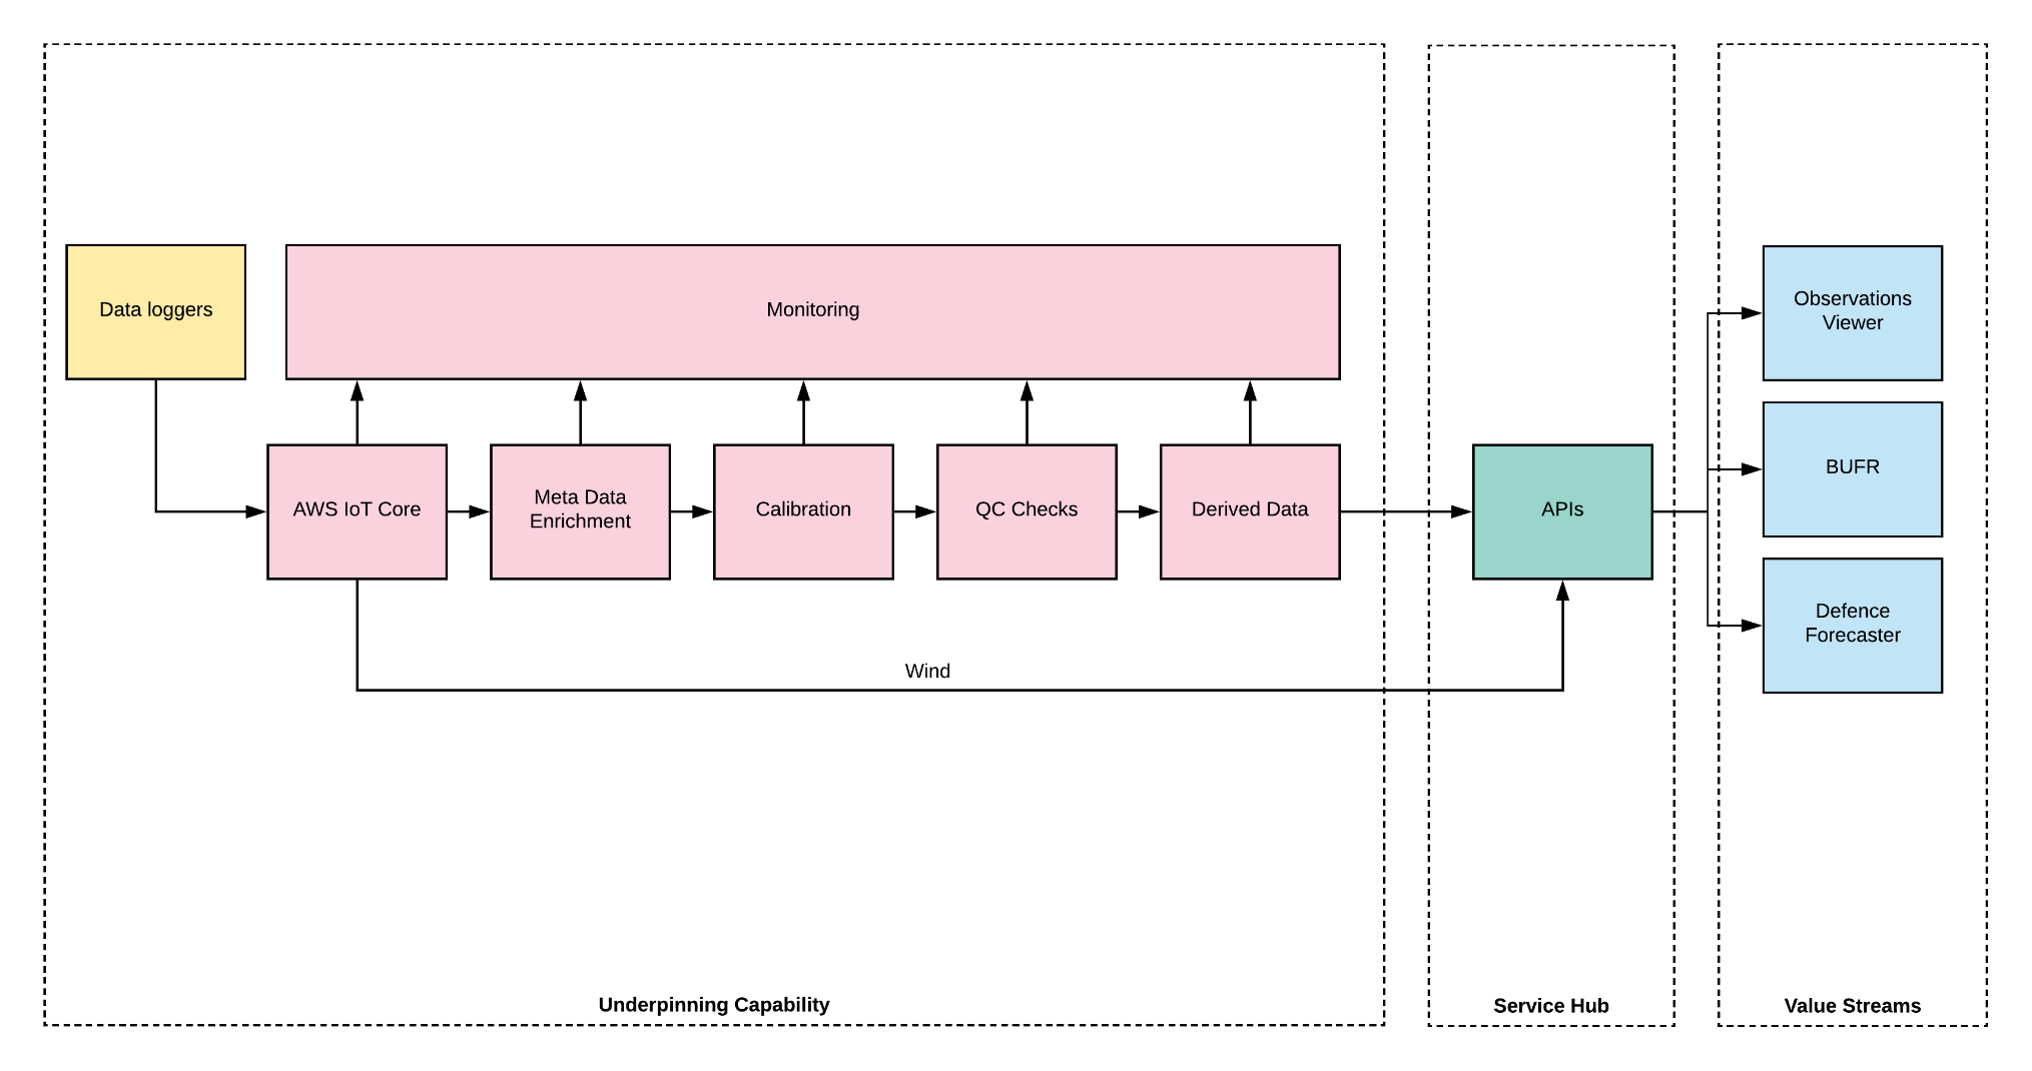 Data loggers
Monitoring
Observations
Viewer
BUFR
AWS IoT Core
Meta Data
Enrichment
Calibration
QC Checks
Derived Data
APIs
Defence
Forecaster
Wind
Underpinning Capability
Service Hub
Value Streams